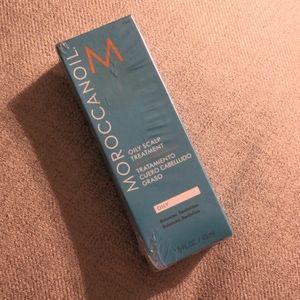 MOROCCANOIL
M
OILY SCALP
TREATMENT
TRATAMIENTO
CUERO CABELLUDO
GRASO
OILY